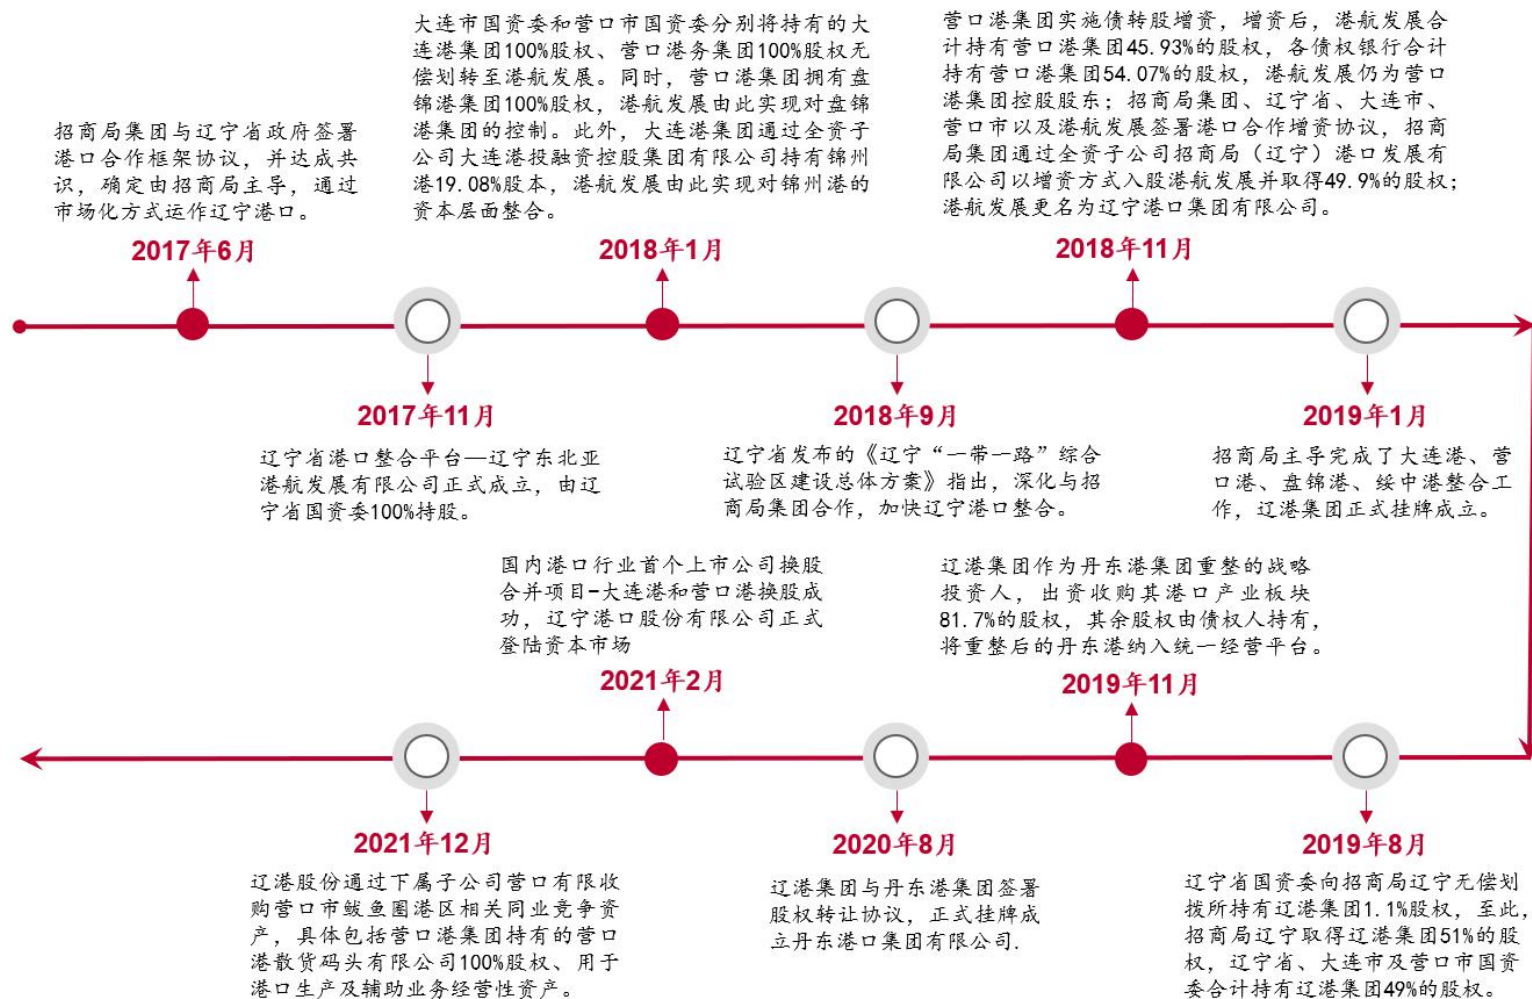 招商局集团与辽宁省政府签署
港口合作框架协议，并达成共
识，确定由招商局主导，通过
市场化方式运作辽宁港口。
2017年6月
辽宁省港口整合平台—辽宁东北亚
港航发展有限公司正式成立，由辽
宁省国资委100%持股。
2017年11月
大连市国资委和营口市国资委分别将持有的大
连港集团100%股权、营口港务集团100%股权无
偿划转至港航发展。同时，营口港集团拥有盘
锦港集团100%股权，港航发展由此实现对盘锦
港集团的控制。此外，大连港集团通过全资子
公司大连港投融资控股集团有限公司持有锦州
港19.08%股本，港航发展由此实现对锦州港的
资本层面整合。
2018年1月
2018年9月
辽宁省发布的《辽宁“一带一路”综合
试验区建设总体方案》指出，深化与招
商局集团合作，加快辽宁港口整合。
营口港集团实施债转股增资，增资后，港航发展合
计持有营口港集团45.93%的股权，各债权银行合计
持有营口港集团54.07%的股权，港航发展仍为营口
港集团控股股东；招商局集团、辽宁省、大连市、
营口市以及港航发展签署港口合作增资协议，招商
局集团通过全资子公司招商局（辽宁）港口发展有
限公司以增资方式入股港航发展并取得49.9%的股权；
港航发展更名为辽宁港口集团有限公司。
2018年11月
2019年1月
招商局主导完成了大连港、营
口港、盘锦港、绥中港整合工
作，辽港集团正式挂牌成立。
2019年8月
辽宁省国资委向招商局辽宁无偿划
拨所持有辽港集团1.1%股权，至此，
招商局辽宁取得辽港集团51%的股
权，辽宁省、大连市及营口市国资
委合计持有辽港集团49%的股权。
辽港集团作为丹东港集团重整的战略
投资人，出资收购其港口产业板块
81.7%的股权，其余股权由债权人持有，
将重整后的丹东港纳入统一经营平台。
2019年11月
2020年8月
辽港集团与丹东港集团签署
股权转让协议，正式挂牌成
立丹东港口集团有限公司.
国内港口行业首个上市公司换股
合并项目-大连港和营口港换股成
功，辽宁港口股份有限公司正式
登陆资本市场
2021年2月
2021年12月
辽港股份通过下属子公司营口有限收
购营口市鲅鱼圈港区相关同业竞争资
产，具体包括营口港集团持有的营口
港散货码头有限公司100%股权、用于
港口生产及辅助业务经营性资产。